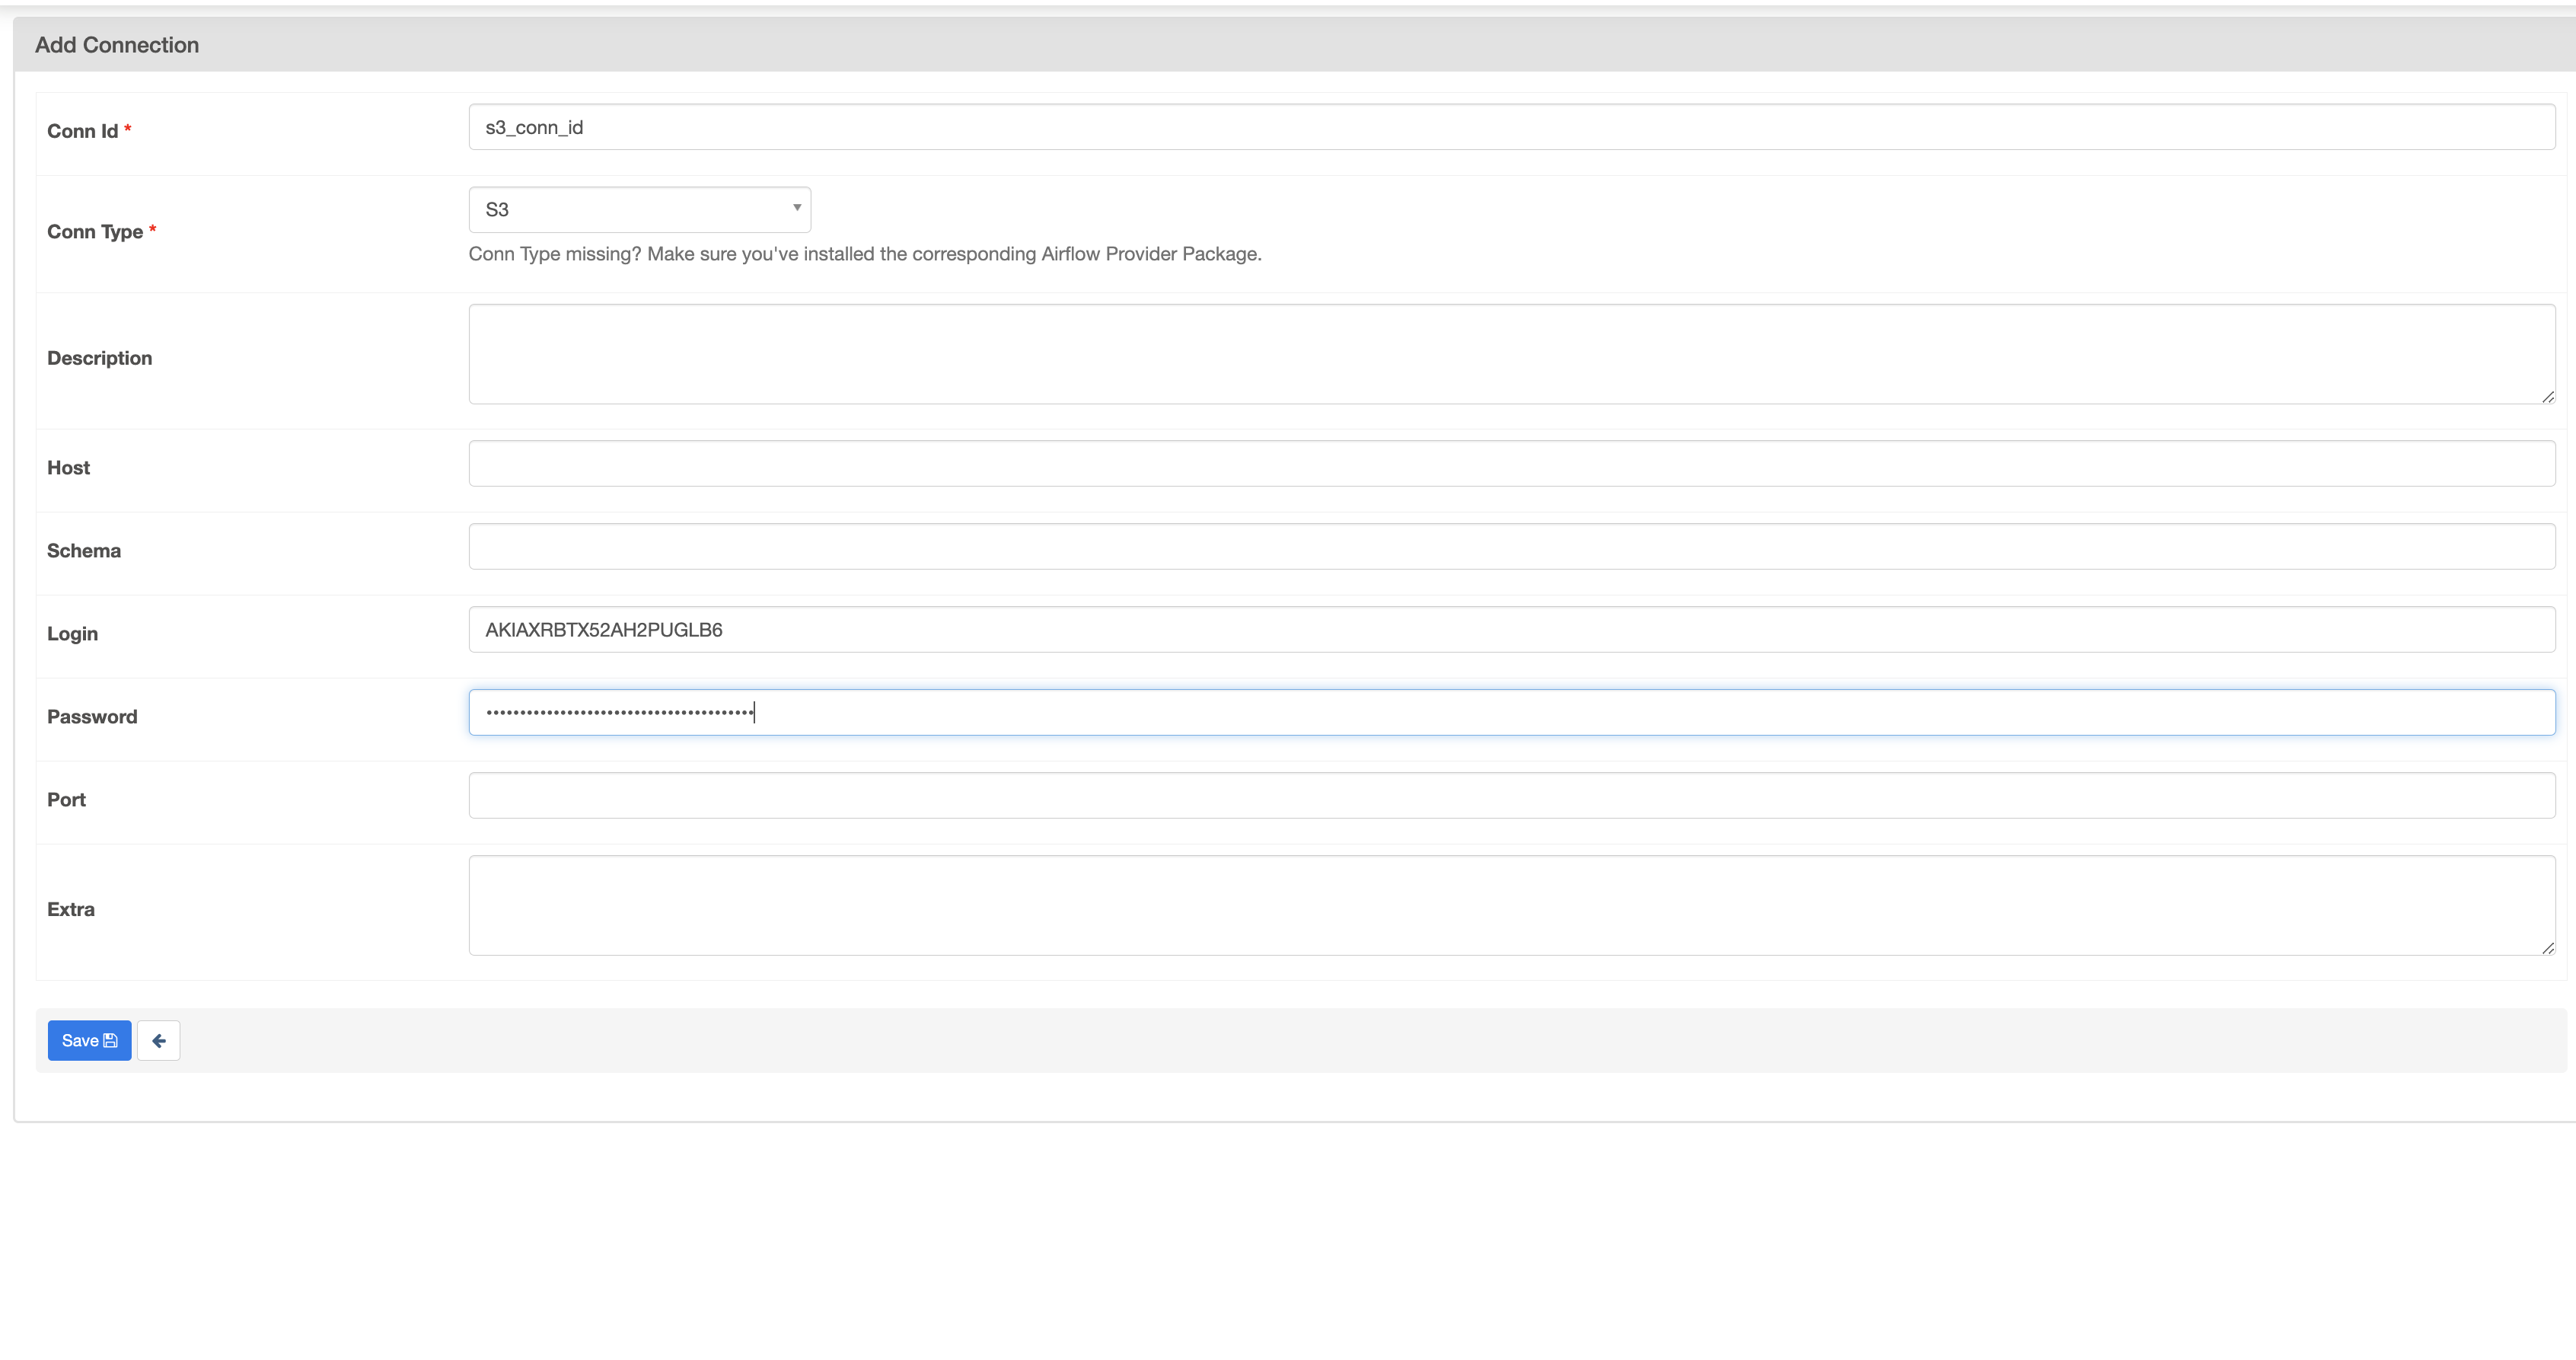 Add Connection
Conn Id *
s3_conn_id
Conn Type *
S3
Conn Type missing? Make sure you've installed the corresponding Airflow Provider Package.
Description
Host
Schema
Login
AKIAXRBTX52AH2PUGLB6
Password
••••••••••••••••••••••••••••••••••••••••
Port
Extra
Save